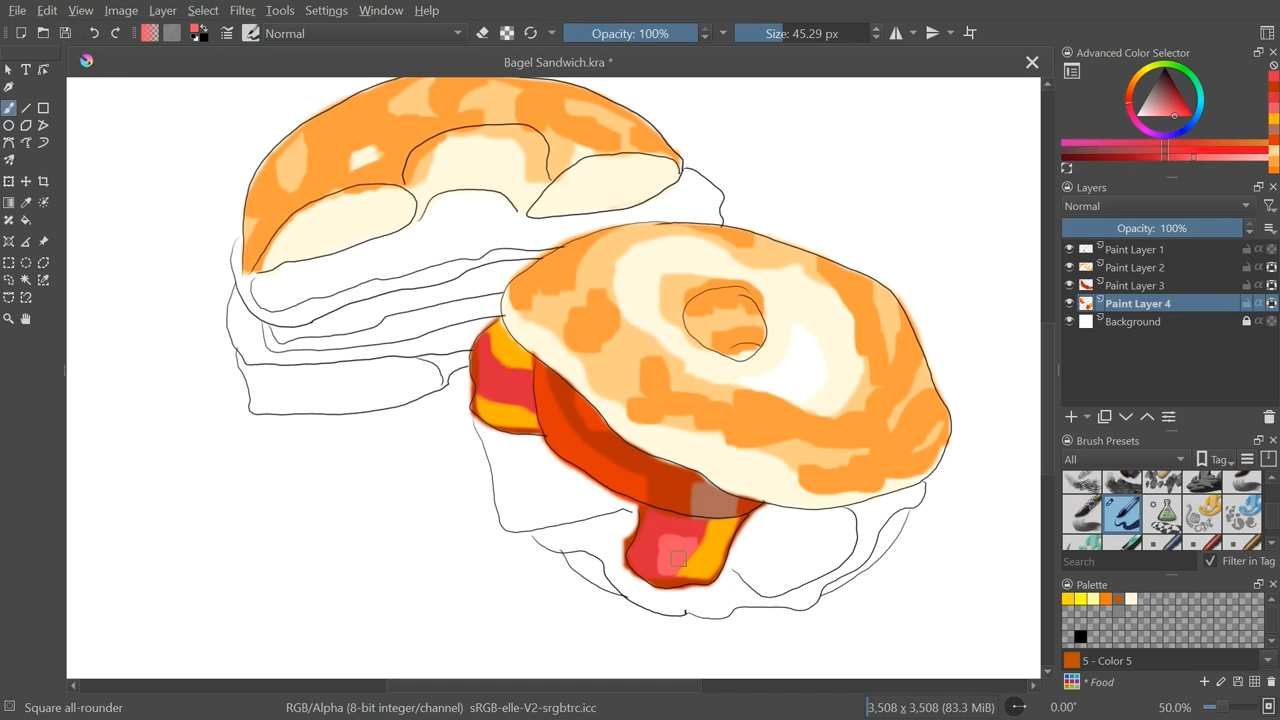 File Edit View Image Layer Select Filter Tools Settings Window Help
Normal Opacity: 100% Size: 45.29 px
Bagel Sandwich.kra *
Advanced Color Selector
Layers
Normal
Opacity: 100%
Paint Layer 1
Paint Layer 2
Paint Layer 3
Paint Layer 4
Background
Brush Presets
All Tag
Search Filter in Tag
Palette
5 - Color 5
* Food
Square all-rounder RGB/Alpha (8-bit integer/channel) sRGB-elle-V2-srgbtrc.icc 3,508 x 3,508 (83.3 MiB) 0.00° 50.0%